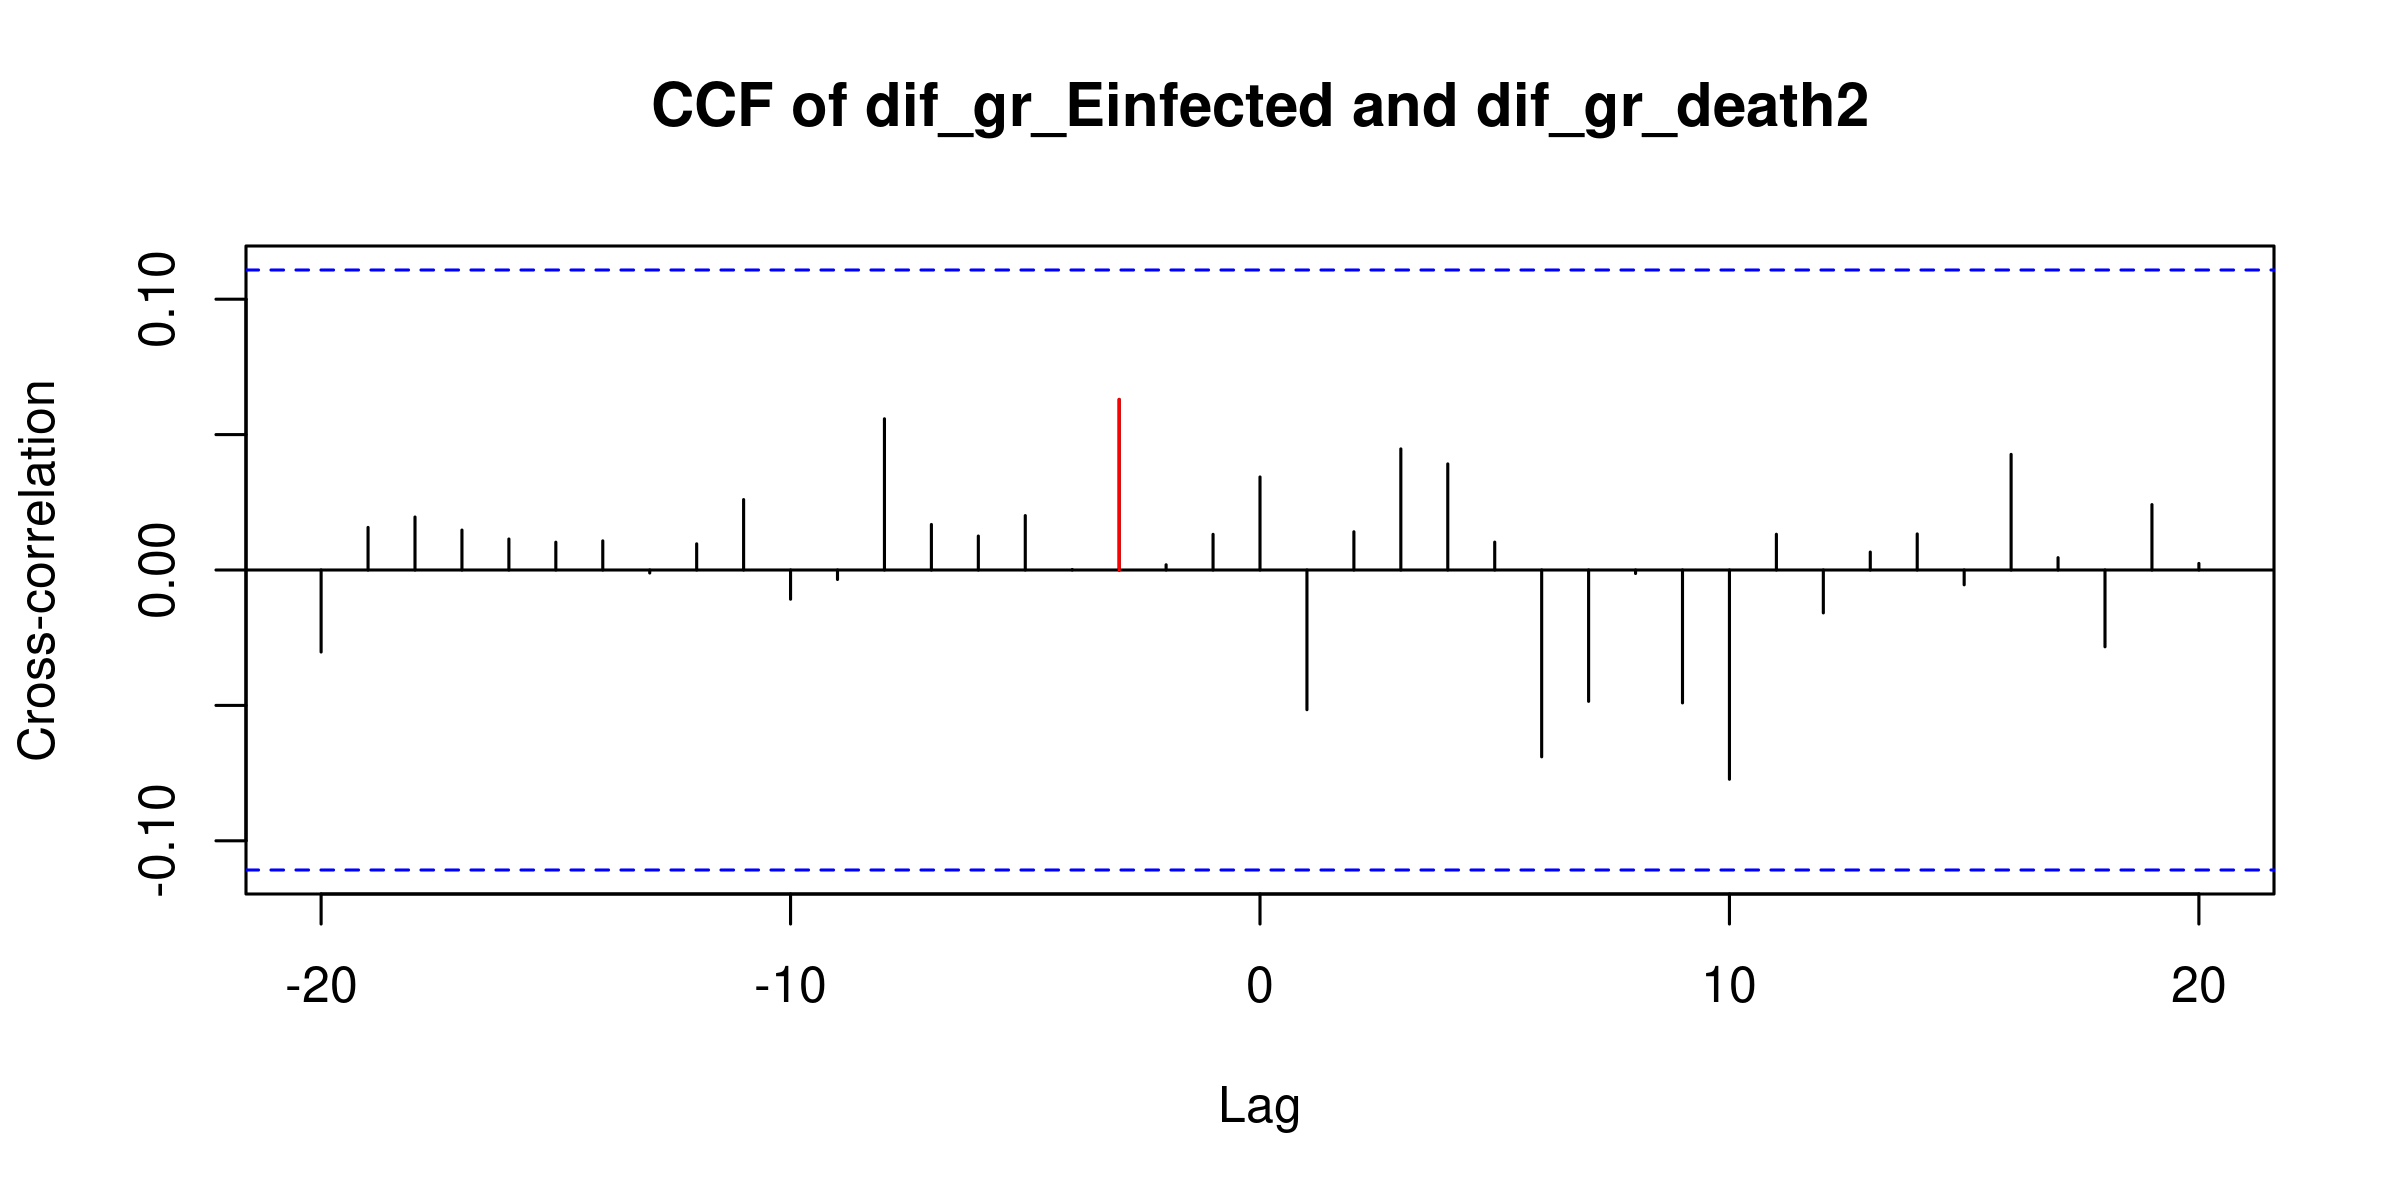 CCF of dif_gr_Einfected and dif_gr_death2
Cross-correlation
0.10
0.00
-0.10
-20 -10 0 10 20
Lag